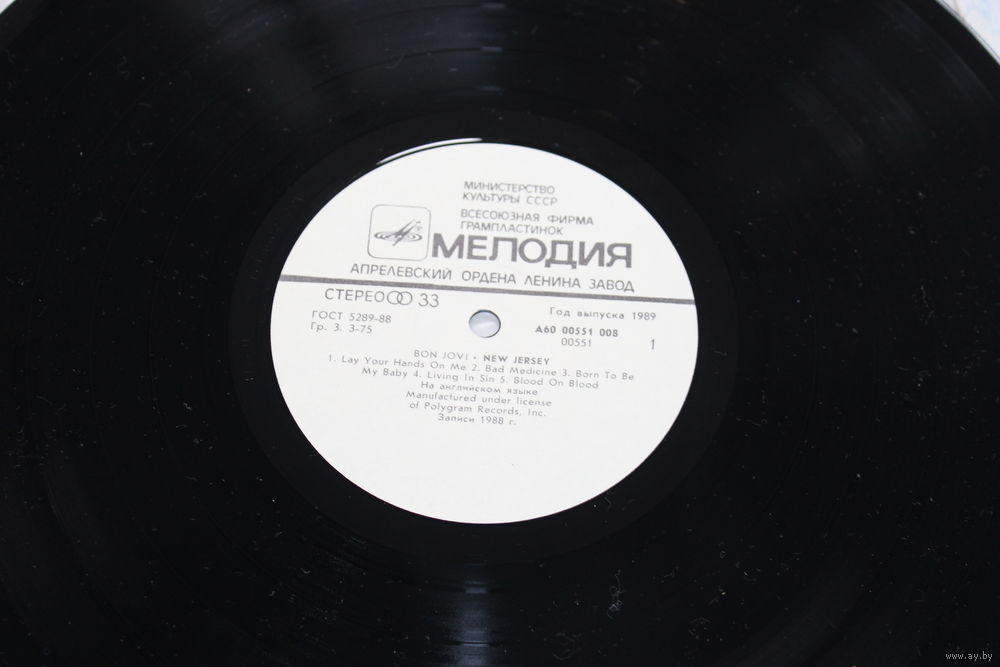 МИНИСТЕРСТВО
КУЛЬТУРЫ СССР
ВСЕСОЮЗНАЯ ФИРМА
ГРАМПЛАСТИНОК
МЕЛОДИЯ
АПРЕЛЕВСКИЙ ОРДЕНА ЛЕНИНА ЗАВОД
СТЕРЕО 33
ГОСТ 5289-88
Гр. 3. 3-75
Год выпуска 1989
А60 00551 008
00551
1
BON JOVI • NEW JERSEY
1. Lay Your Hands On Me 2. Bad Medicine 3. Born To Be
My Baby 4. Living In Sin 5. Blood On Blood
На английском языке
Manufactured under license
of Polygram Records, Inc.
Записи 1988 г.
www.ay.by